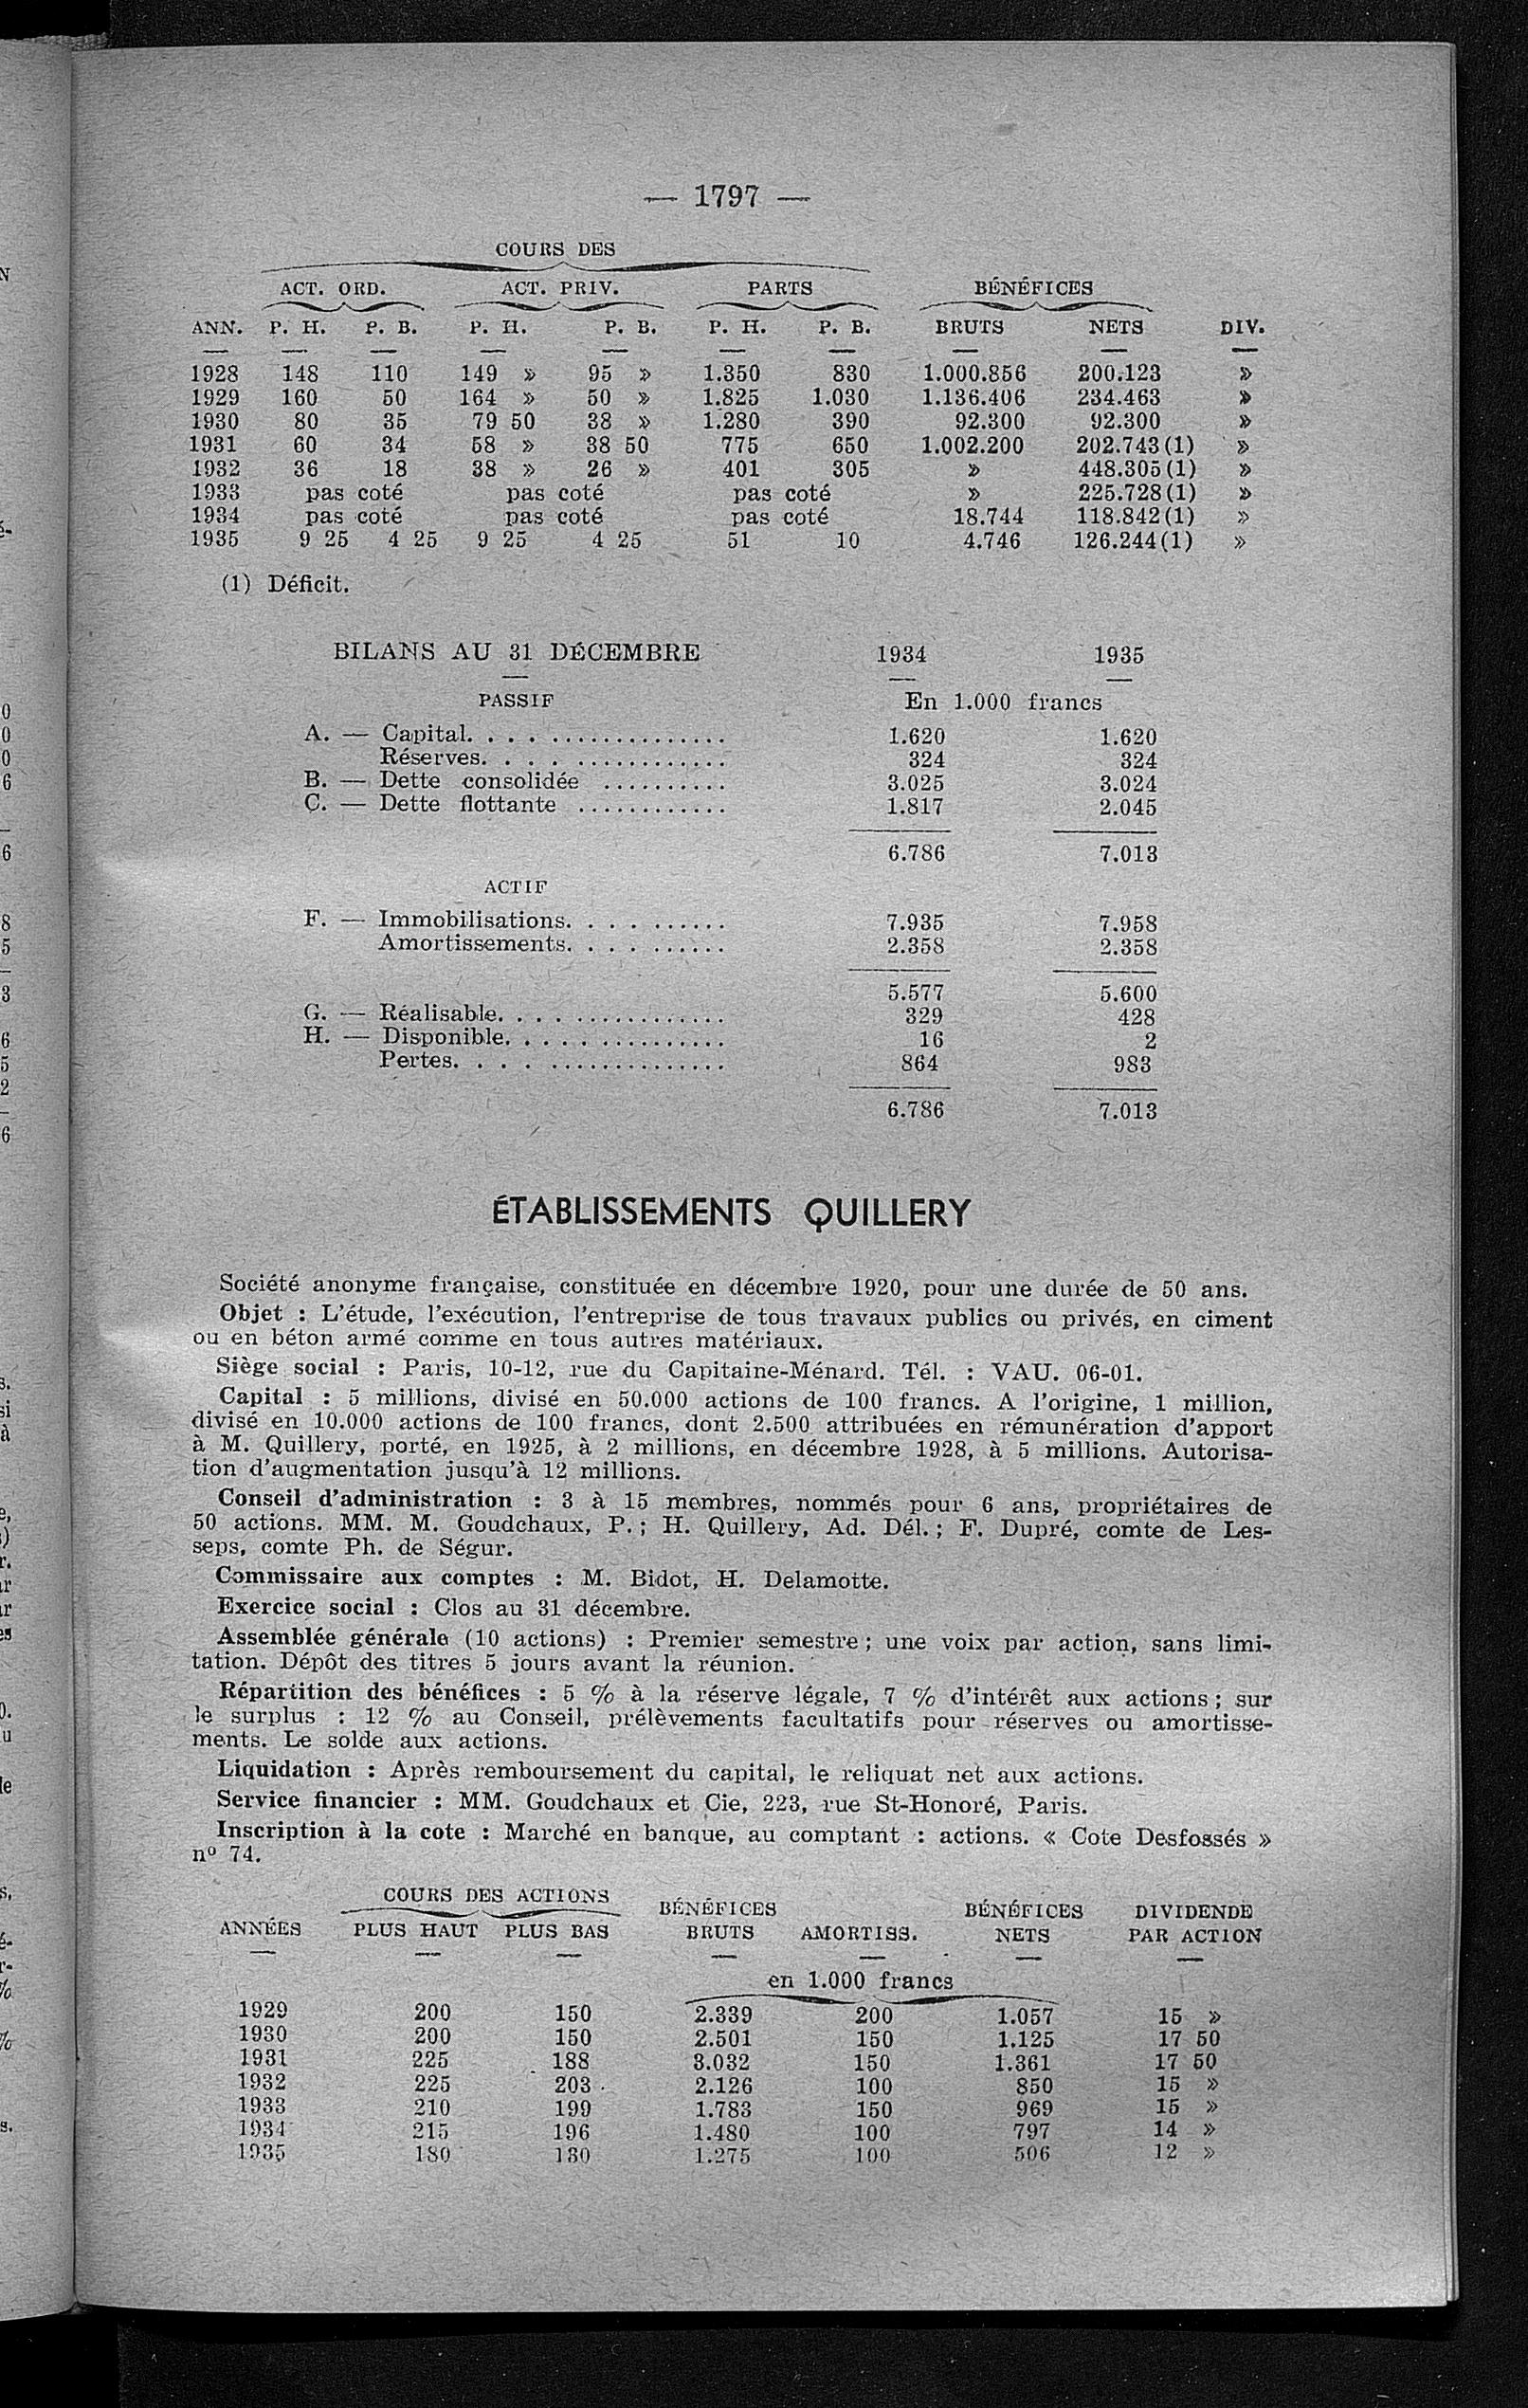 — 1797 —
COURS DES
ACT. ORD. ACT. PRIV. PARTS BÉNÉFICES
ANN. P. H. P. B. P. H. P. B. P. H. P. B. BRUTS NETS DIV.
1928 148 110 149 » 95 » 1.350 830 1.000.856 200.123 »
1929 160 50 164 » 50 » 1.825 1.030 1.136.406 234.463 »
1930 80 35 79 50 38 » 1.280 390 92.300 92.300 »
1931 60 34 58 » 38 50 775 650 1.002.200 202.743 (1) »
1932 36 18 38 » 26 » 401 305 » 448.305 (1) »
1933 pas coté pas coté pas coté » 225.728 (1) »
1934 pas coté pas coté pas coté 18.744 118.842 (1) »
1935 9 25 4 25 9 25 4 25 51 10 4.746 126.244 (1) »
(1) Déficit.
BILANS AU 31 DÉCEMBRE 1934 1935
PASSIF En 1.000 francs
A. — Capital. . . . . . . . . . . . . . . 1.620 1.620
Réserves. . . . . . . . . . . . . . 324 324
B. — Dette consolidée . . . . . . . . . . 3.025 3.024
C. — Dette flottante . . . . . . . . . . . . 1.817 2.045
6.786 7.013
ACTIF
F. — Immobilisations. . . . . . . . . . 7.935 7.958
Amortissements. . . . . . . . . . 2.358 2.358
5.577 5.600
G. — Réalisable. . . . . . . . . . . . . . 329 428
H. — Disponible. . . . . . . . . . . . . 16 2
Pertes. . . . . . . . . . . . . . . . 864 983
6.786 7.013
ÉTABLISSEMENTS QUILLERY
Société anonyme française, constituée en décembre 1920, pour une durée de 50 ans.
Objet : L'étude, l'exécution, l'entreprise de tous travaux publics ou privés, en ciment
ou en béton armé comme en tous autres matériaux.
Siège social : Paris, 10-12, rue du Capitaine-Ménard. Tél. : VAU. 06-01.
Capital : 5 millions, divisé en 50.000 actions de 100 francs. A l'origine, 1 million,
divisé en 10.000 actions de 100 francs, dont 2.500 attribuées en rémunération d'apport
à M. Quillery, porté, en 1925, à 2 millions, en décembre 1928, à 5 millions. Autorisa-
tion d'augmentation jusqu'à 12 millions.
Conseil d'administration : 3 à 15 membres, nommés pour 6 ans, propriétaires de
50 actions. MM. M. Goudchaux, P. ; H. Quillery, Ad. Dél. ; F. Dupré, comte de Les-
seps, comte Ph. de Ségur.
Commissaire aux comptes : M. Bidot, H. Delamotte.
Exercice social : Clos au 31 décembre.
Assemblée générale (10 actions) : Premier semestre ; une voix par action, sans limi-
tation. Dépôt des titres 5 jours avant la réunion.
Répartition des bénéfices : 5 % à la réserve légale, 7 % d'intérêt aux actions ; sur
le surplus : 12 % au Conseil, prélèvements facultatifs pour réserves ou amortisse-
ments. Le solde aux actions.
Liquidation : Après remboursement du capital, le reliquat net aux actions.
Service financier : MM. Goudchaux et Cie, 223, rue St-Honoré, Paris.
Inscription à la cote : Marché en banque, au comptant : actions. « Cote Desfossés »
nº 74.
COURS DES ACTIONS BÉNÉFICES BÉNÉFICES DIVIDENDE
ANNÉES PLUS HAUT PLUS BAS BRUTS AMORTISS. NETS PAR ACTION
en 1.000 francs
1929 200 150 2.339 200 1.057 15 »
1930 200 150 2.501 150 1.125 17 50
1931 225 188 3.032 150 1.361 17 50
1932 225 203 2.126 100 850 15 »
1933 210 199 1.783 150 969 15 »
1934 215 196 1.480 100 797 14 »
1935 180 130 1.275 100 506 12 »